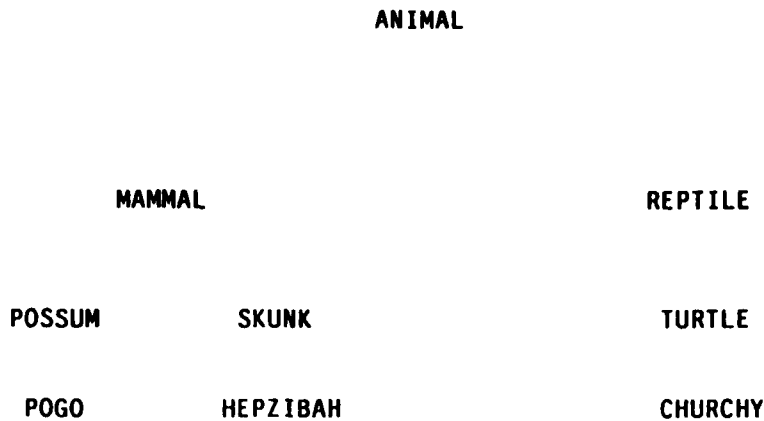 ANIMAL
MAMMAL REPTILE
POSSUM SKUNK TURTLE
POGO HEPZIBAH CHURCHY